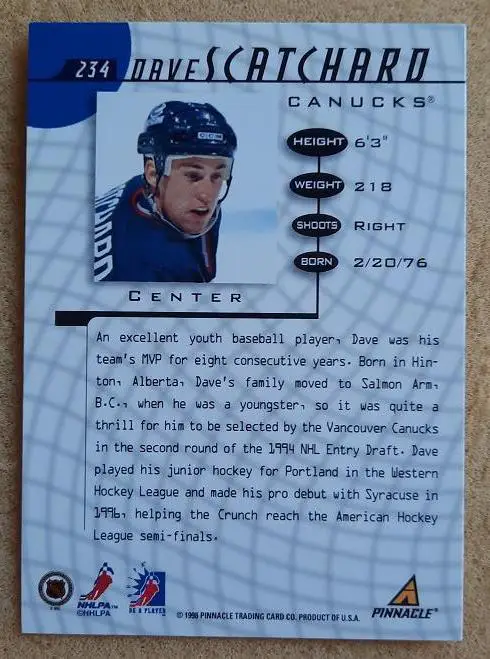 234 DAVE SCATCHARD
CANUCKS®
HEIGHT 6'3"
WEIGHT 218
SHOOTS RIGHT
BORN 2/20/76
CCM
CENTER
An excellent youth baseball player, Dave was his
team's MVP for eight consecutive years. Born in Hin-
ton, Alberta, Dave's family moved to Salmon Arm,
B.C., when he was a youngster, so it was quite a
thrill for him to be selected by the Vancouver Canucks
in the second round of the 1994 NHL Entry Draft. Dave
played his junior hockey for Portland in the Western
Hockey League and made his pro debut with Syracuse in
1996, helping the Crunch reach the American Hockey
League semi-finals.
NHLPA™
©NHLPA
BE A PLAYER
© 1998 PINNACLE TRADING CARD CO. PRODUCT OF U.S.A.
PINNACLE®